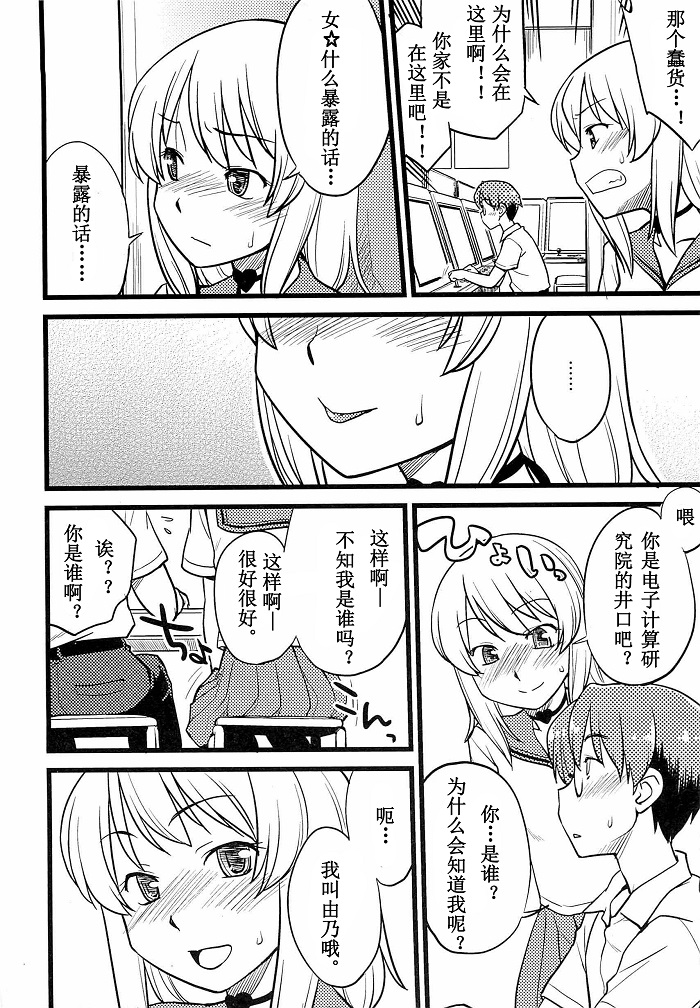 那个蠢货…！
为什么会在
这里啊！！
你家不是
在这里吧！！
女☆什么暴露的话…
暴露的话……
……
喂
你是电子计算研
究院的井口吧？
ひょいっ
你…是谁？
为什么会知道我呢？
这样啊—
不知我是谁吗？
这样啊—
很好很好。
诶？？
你是谁啊？
ちょこんっ
呃…
我叫由乃哦。